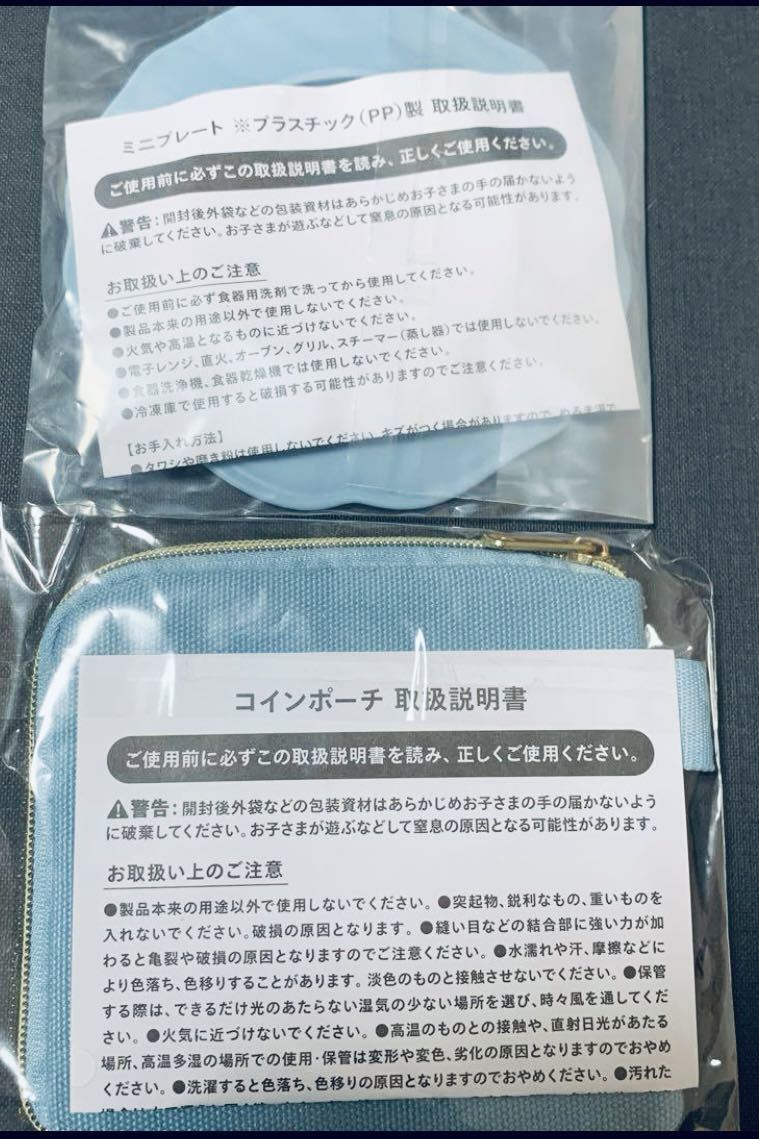 ミニプレート ※プラスチック(PP)製 取扱説明書
ご使用前に必ずこの取扱説明書を読み、正しくご使用ください。
⚠警告:開封後外袋などの包装資材はあらかじめお子さまの手の届かないよう
に破棄してください。お子さまが遊ぶなどして窒息の原因となる可能性があります。
お取扱い上のご注意
●ご使用前に必ず食器用洗剤で洗ってから使用してください。
●製品本来の用途以外で使用しないでください。
●火気や高温となるものに近づけないでください。
●電子レンジ、直火、オーブン、グリル、スチーマー(蒸し器)では使用しないでください。
●食器洗浄機、食器乾燥機では使用しないでください。
●冷凍庫で使用すると破損する可能性がありますのでご注意ください。
【お手入れ方法】
●タワシや磨き粉は使用しないでください。キズがつく場合がありますので、
コインポーチ 取扱説明書
ご使用前に必ずこの取扱説明書を読み、正しくご使用ください。
⚠警告:開封後外袋などの包装資材はあらかじめお子さまの手の届かないよう
に破棄してください。お子さまが遊ぶなどして窒息の原因となる可能性があります。
お取扱い上のご注意
●製品本来の用途以外で使用しないでください。●突起物、鋭利なもの、重いものを
入れないでください。破損の原因となります。●縫い目などの結合部に強い力が加
わると亀裂や破損の原因となりますのでご注意ください。●水濡れや汗、摩擦などに
より色落ち、色移りすることがあります。淡色のものと接触させないでください。●保管
する際は、できるだけ光のあたらない湿気の少ない場所を選び、時々風を通してくだ
さい。●火気に近づけないでください。●高温のものとの接触や、直射日光があたる
場所、高温多湿の場所での使用・保管は変形や変色、劣化の原因となりますのでおやめ
ください。●洗濯すると色落ち、色移りの原因となりますのでおやめください。●汚れた